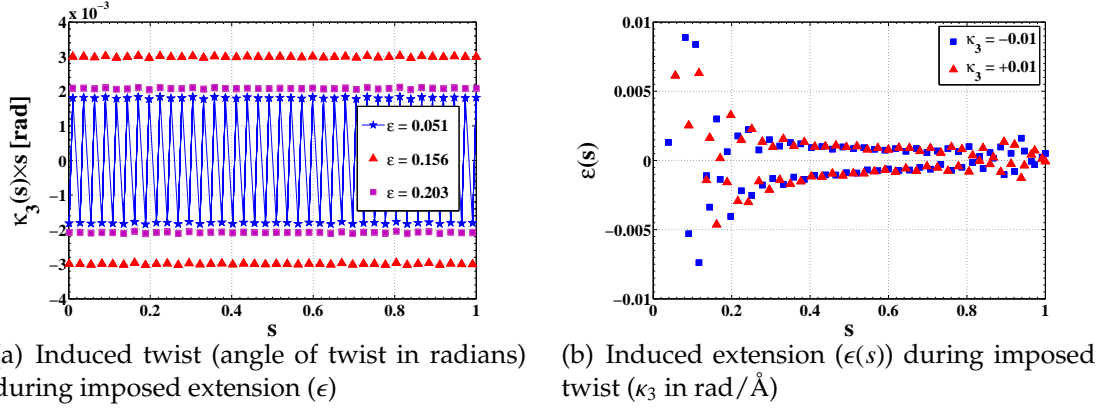 4 x 10⁻³
3
2
1
0
−1
−2
−3
−4
κ₃(s)×s [rad]
0 0.2 0.4 0.6 0.8 1
s
ε = 0.051
ε = 0.156
ε = 0.203
(a) Induced twist (angle of twist in radians)
during imposed extension (ϵ)
0.01
0.005
0
−0.005
−0.01
ε(s)
0 0.2 0.4 0.6 0.8 1
s
κ₃ = −0.01
κ₃ = +0.01
(b) Induced extension (ϵ(s)) during imposed
twist (κ₃ in rad/Å)